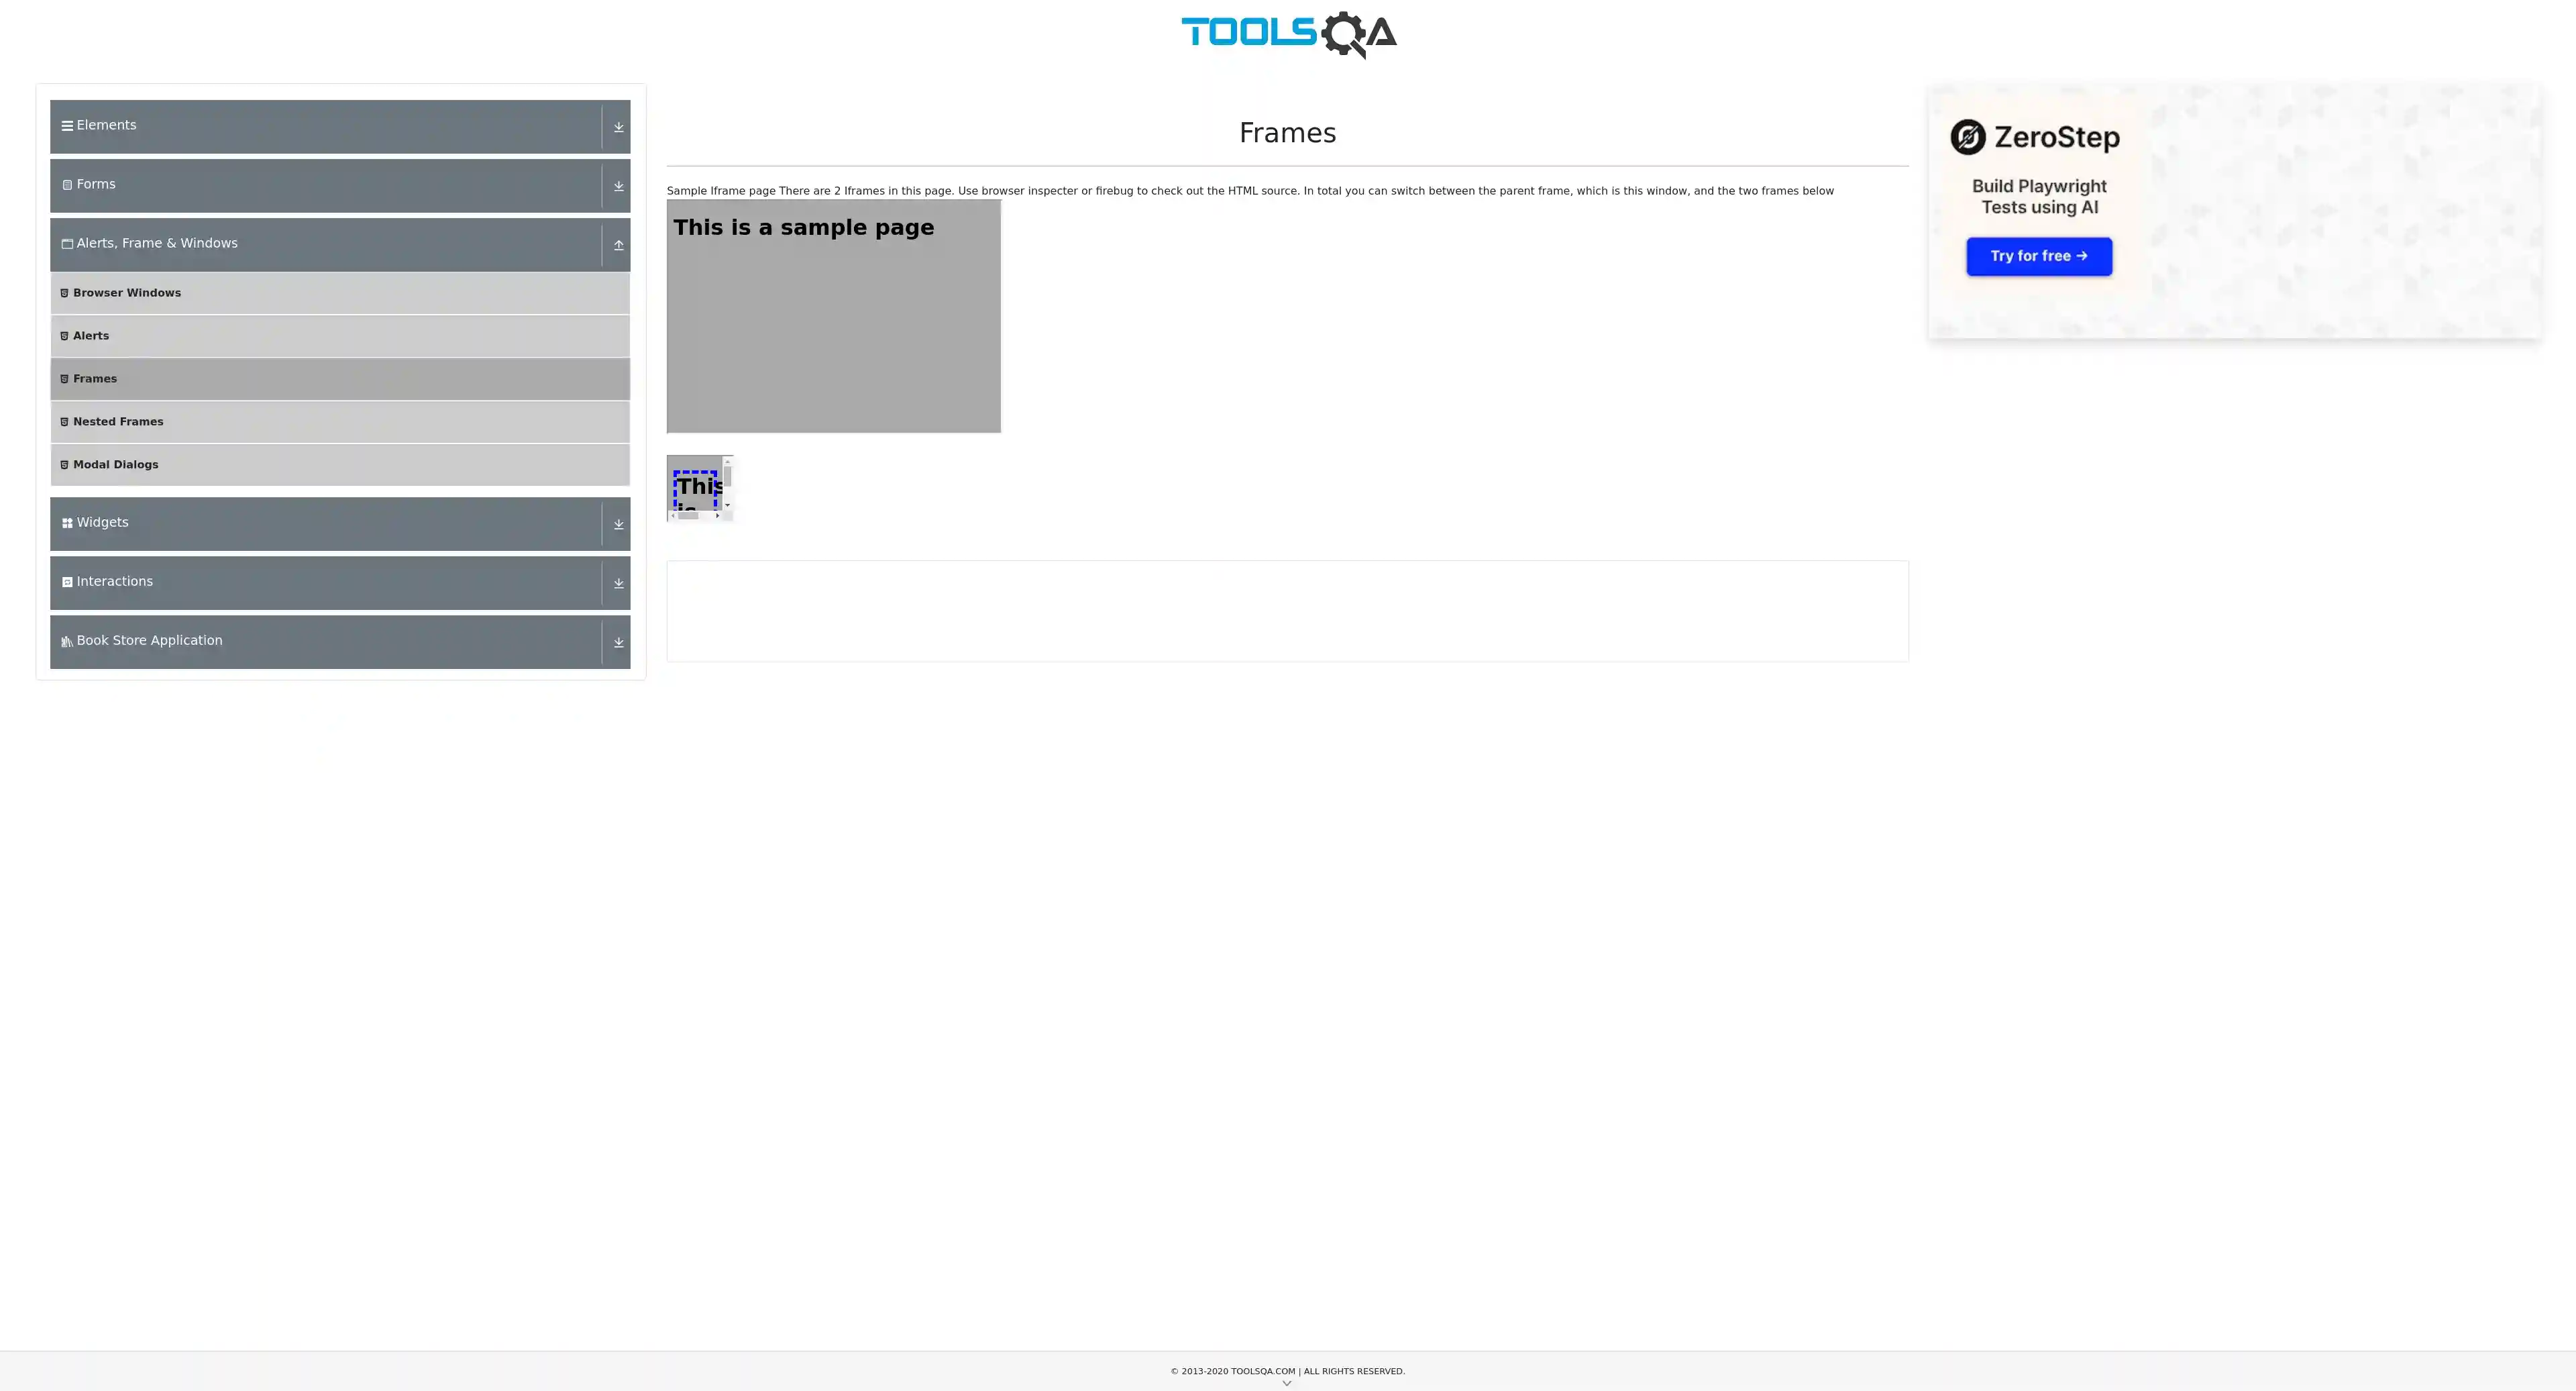 TOOLSQA
Elements
Forms
Alerts, Frame & Windows
Browser Windows
Alerts
Frames
Nested Frames
Modal Dialogs
Widgets
Interactions
Book Store Application
Frames
Sample Iframe page There are 2 Iframes in this page. Use browser inspecter or firebug to check out the HTML source. In total you can switch between the parent frame, which is this window, and the two frames below
This is a sample page
This
is
ZeroStep
Build Playwright
Tests using AI
Try for free →
© 2013-2020 TOOLSQA.COM | ALL RIGHTS RESERVED.